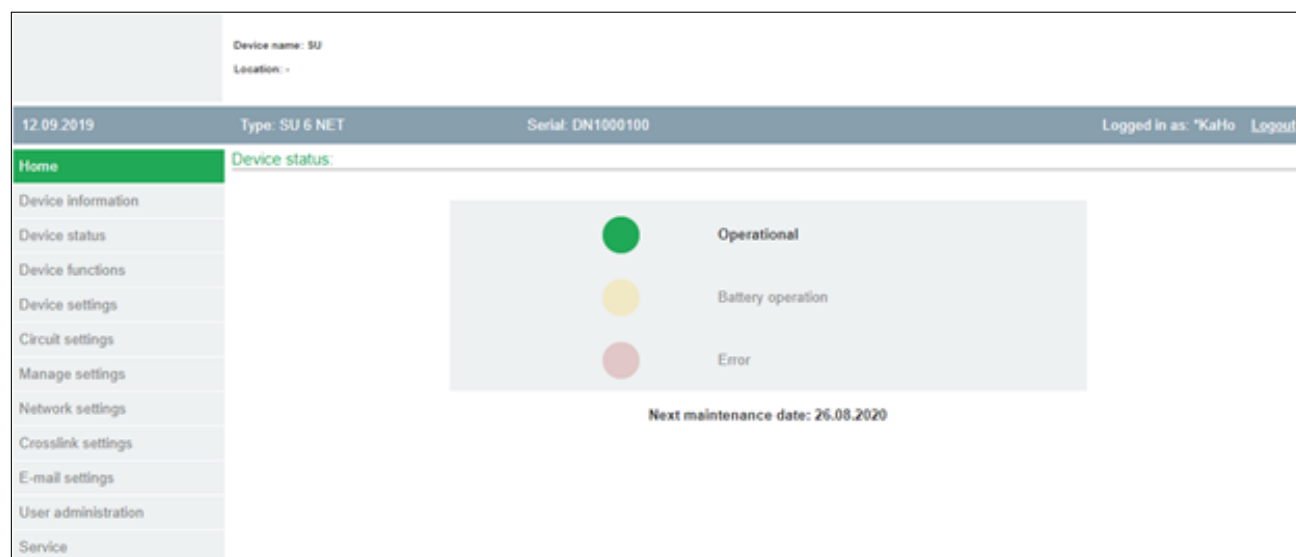 Device name: SU
Location: -
12.09.2019 Type: SU 6 NET Serial: DN1000100 Logged in as: *KaHo Logout
Home
Device information
Device status
Device functions
Device settings
Circuit settings
Manage settings
Network settings
Crosslink settings
E-mail settings
User administration
Service
Device status:
Operational
Battery operation
Error
Next maintenance date: 26.08.2020